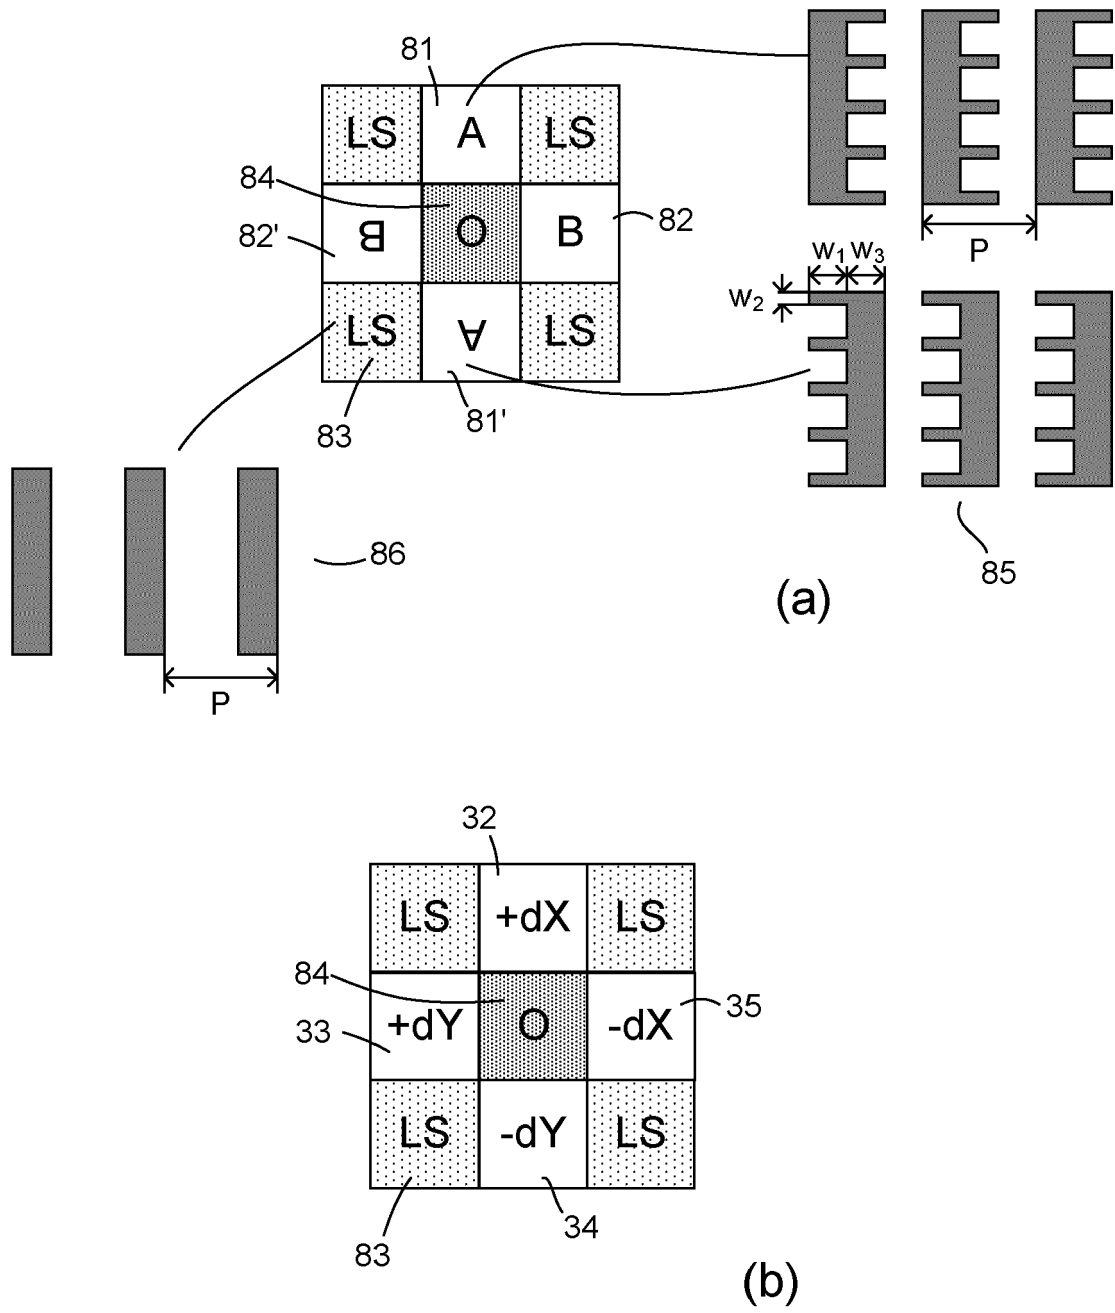 81
LS A LS
84
82' B O B 82
P
w₁ w₃
w₂
LS A LS
83 81'
85
86
(a)
P
32
LS +dX LS
84
+dY O -dX 35
33
LS -dY LS
83 34
(b)